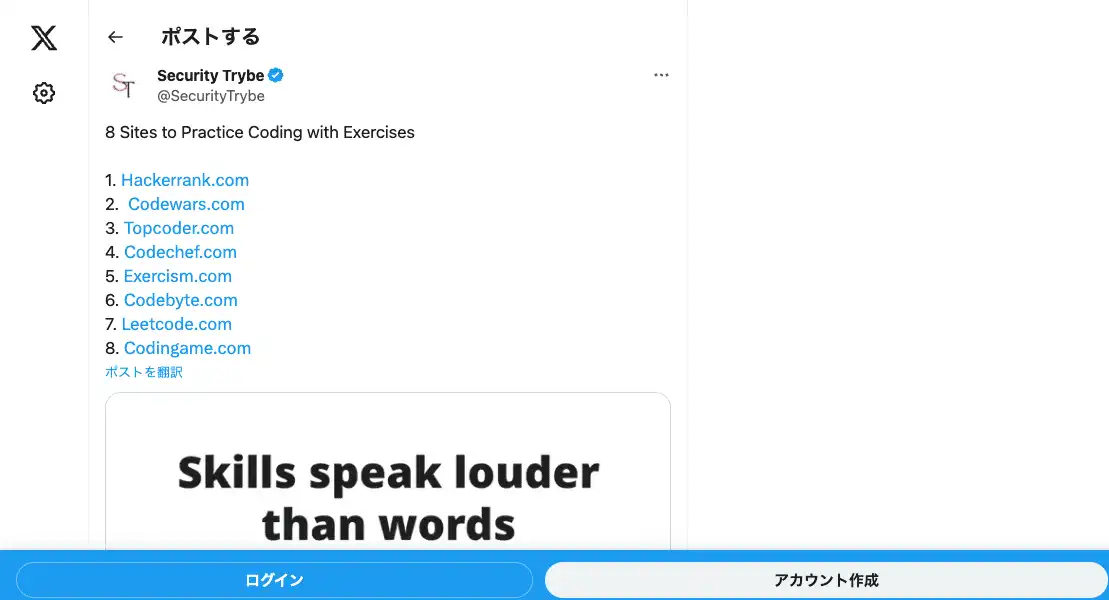 ポストする
Security Trybe
@SecurityTrybe
8 Sites to Practice Coding with Exercises
1. Hackerrank.com
2.  Codewars.com
3. Topcoder.com
4. Codechef.com
5. Exercism.com
6. Codebyte.com
7. Leetcode.com
8. Codingame.com
ポストを翻訳
Skills speak louder
than words
ログイン
アカウント作成